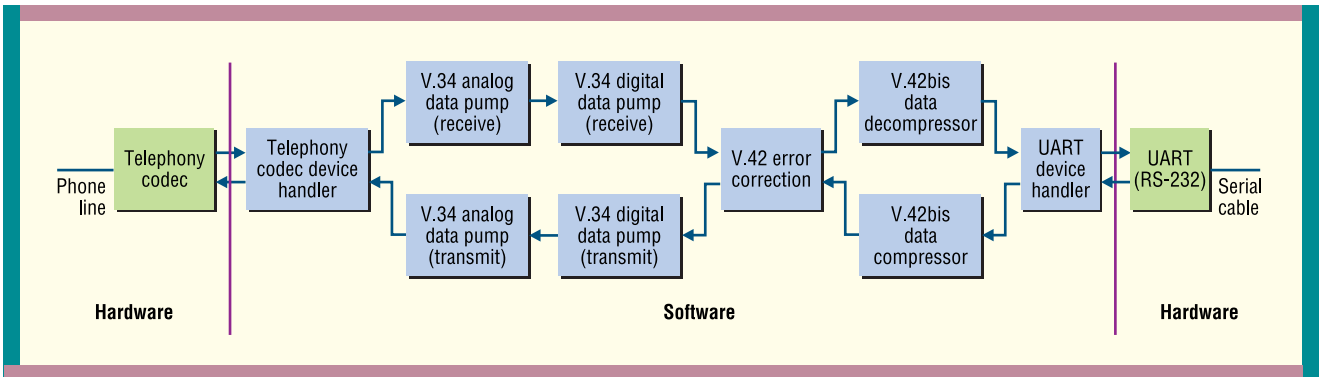 Phone
line
Telephony
codec
Telephony
codec device
handler
V.34 analog
data pump
(receive)
V.34 digital
data pump
(receive)
V.34 analog
data pump
(transmit)
V.34 digital
data pump
(transmit)
V.42 error
correction
V.42bis
data
decompressor
V.42bis
data
compressor
UART
device
handler
UART
(RS-232)
Serial
cable
Hardware
Software
Hardware